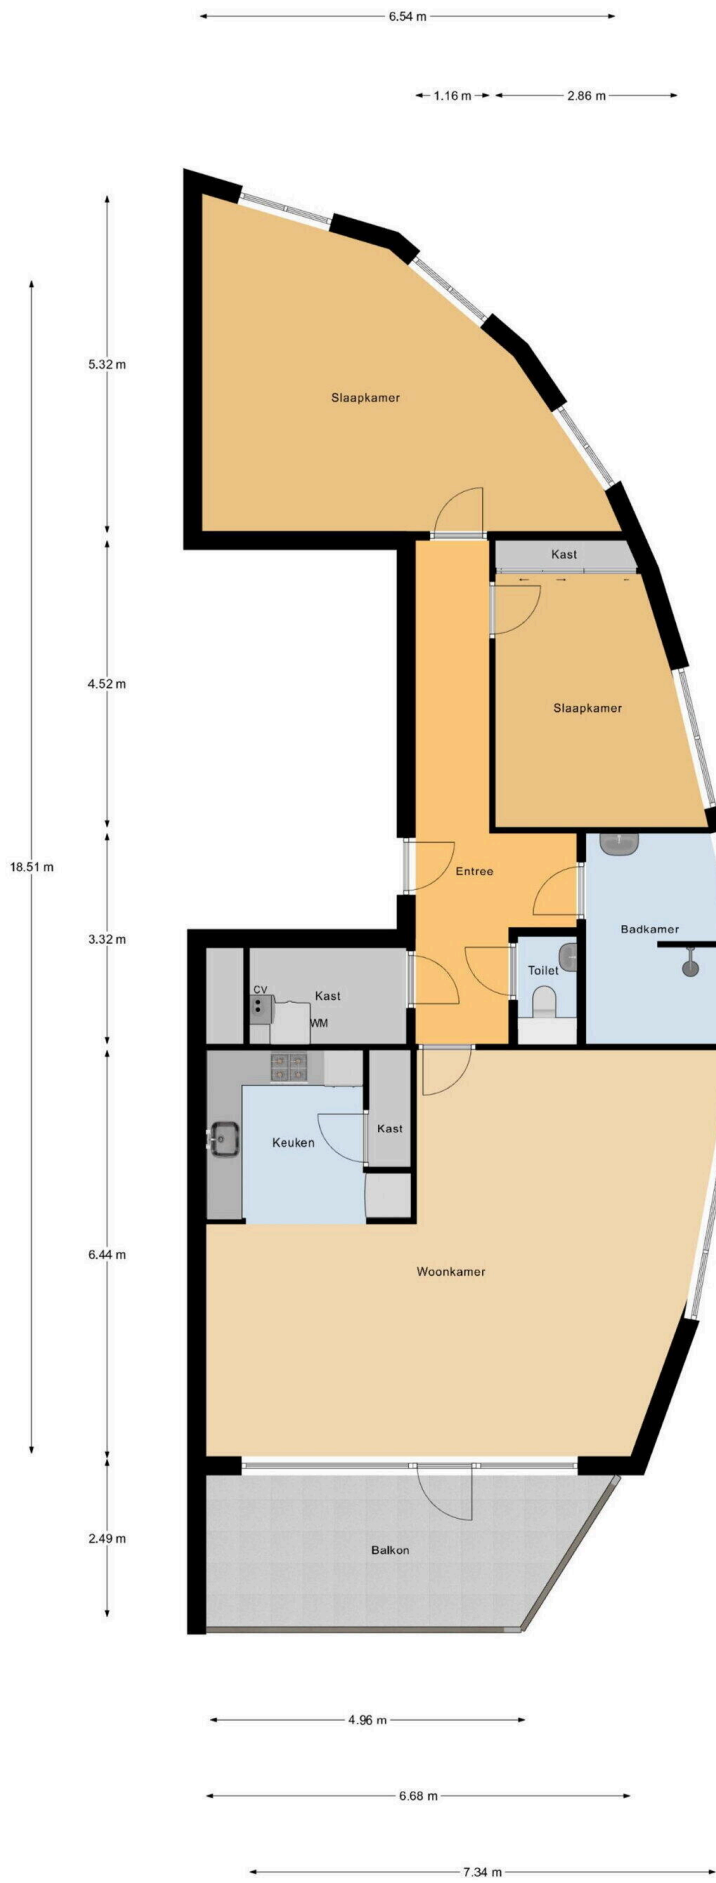 6.54 m
1.16 m
2.86 m
5.32 m
Slaapkamer
Kast
4.52 m
Slaapkamer
18.51 m
Entree
3.32 m
Badkamer
Toilet
CV
Kast
WM
Keuken
Kast
6.44 m
Woonkamer
2.49 m
Balkon
4.96 m
6.68 m
7.34 m